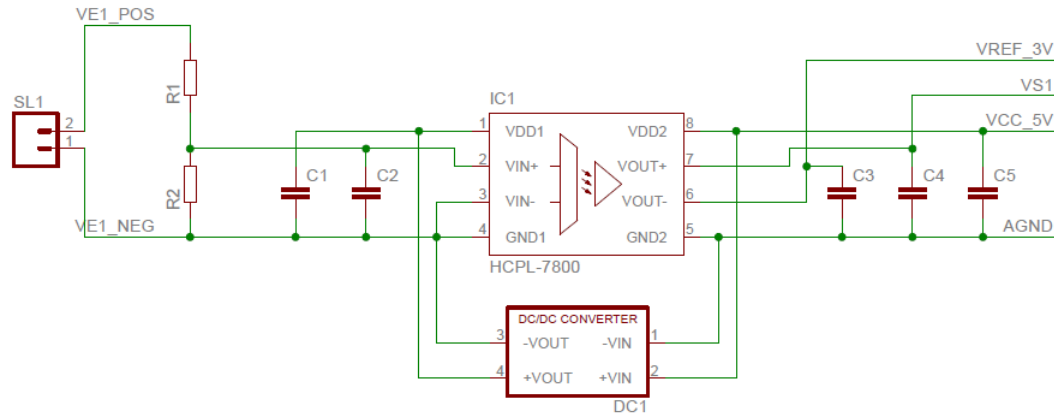 VE1_POS
VREF_3V
SL1
R1
IC1
VS1
2
1
VDD1
VDD2
8
VCC_5V
1
2
VIN+
VOUT+
7
R2
C1
C2
C3
C4
C5
3
VIN-
VOUT-
6
VE1_NEG
4
GND1
GND2
5
AGND
HCPL-7800
DC/DC CONVERTER
3
-VOUT
-VIN
1
4
+VOUT
+VIN
2
DC1